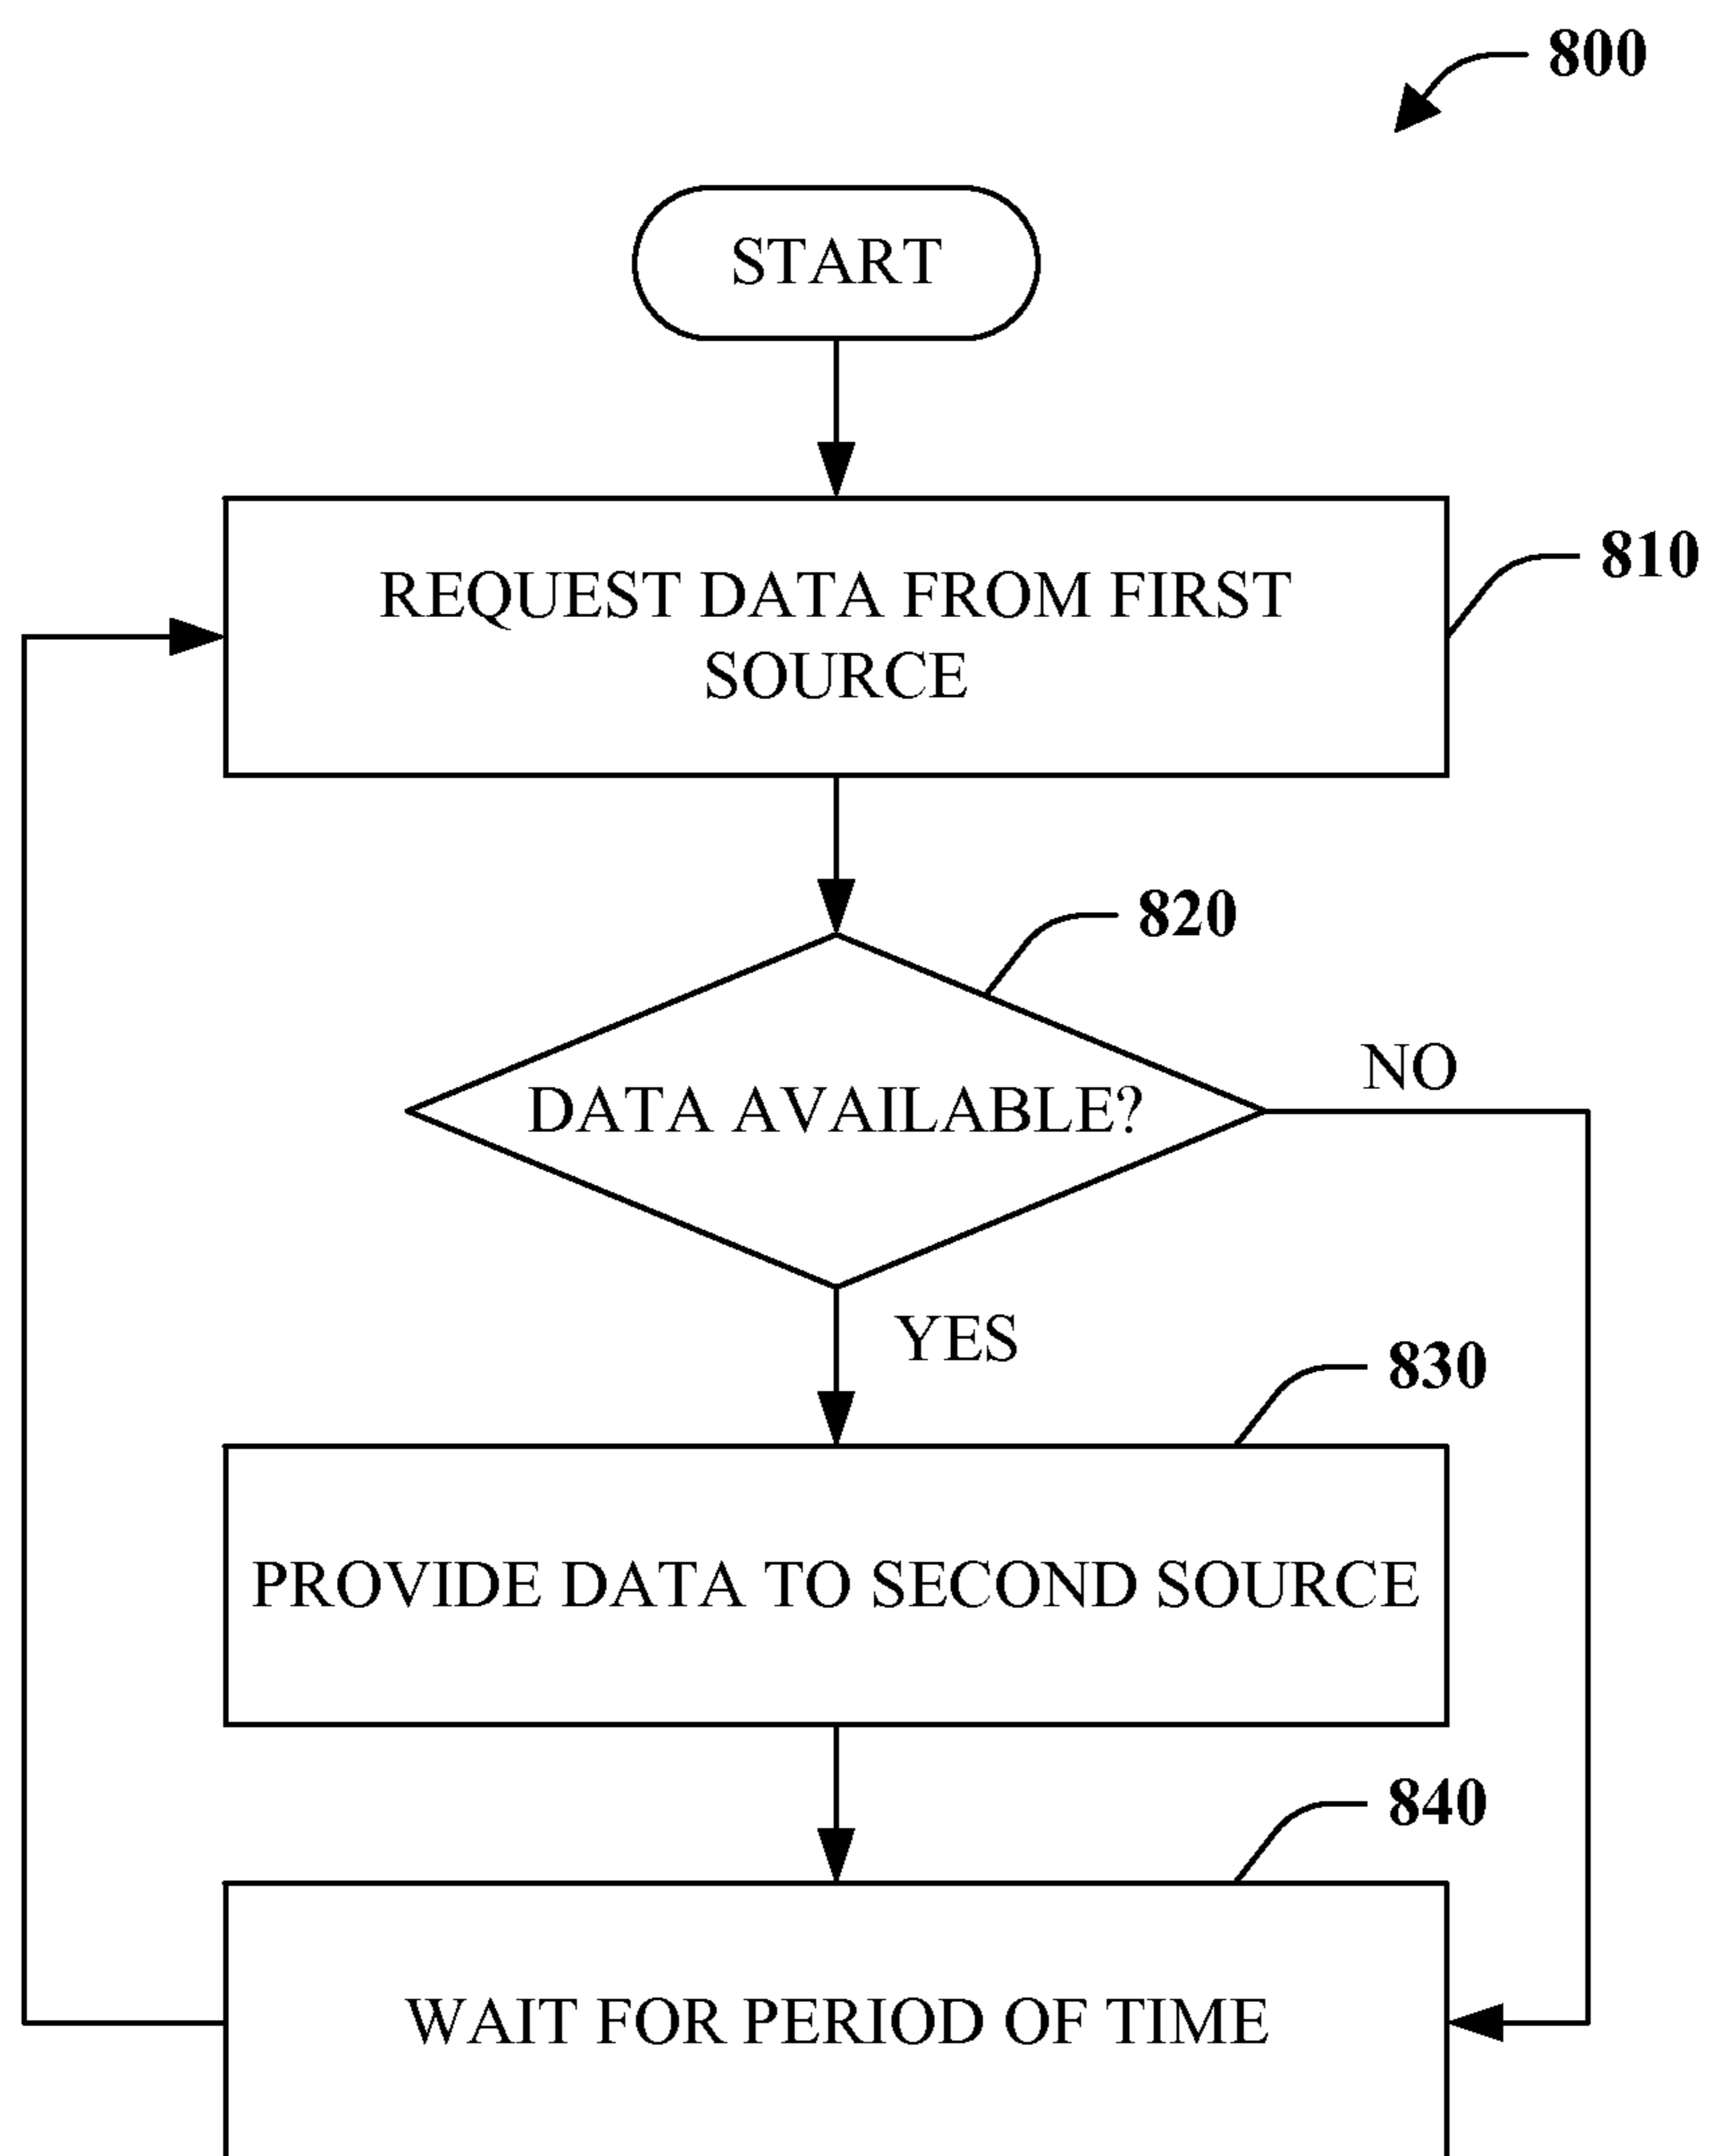 800
START
810
REQUEST DATA FROM FIRST
SOURCE
820
DATA AVAILABLE?
NO
YES
830
PROVIDE DATA TO SECOND SOURCE
840
WAIT FOR PERIOD OF TIME